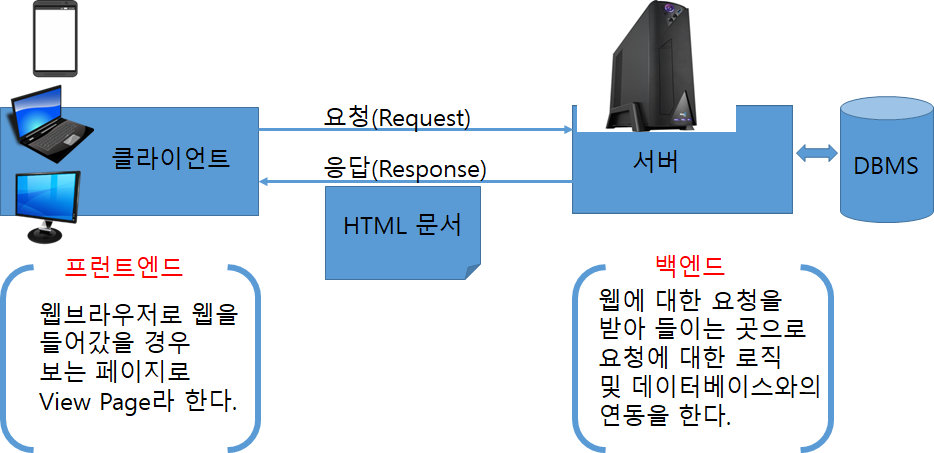 요청(Request)
클라이언트
응답(Response)
서버
DBMS
HTML 문서
프런트엔드
웹브라우저로 웹을
들어갔을 경우
보는 페이지로
View Page라 한다.
백엔드
웹에 대한 요청을
받아 들이는 곳으로
요청에 대한 로직
및 데이터베이스와의
연동을 한다.